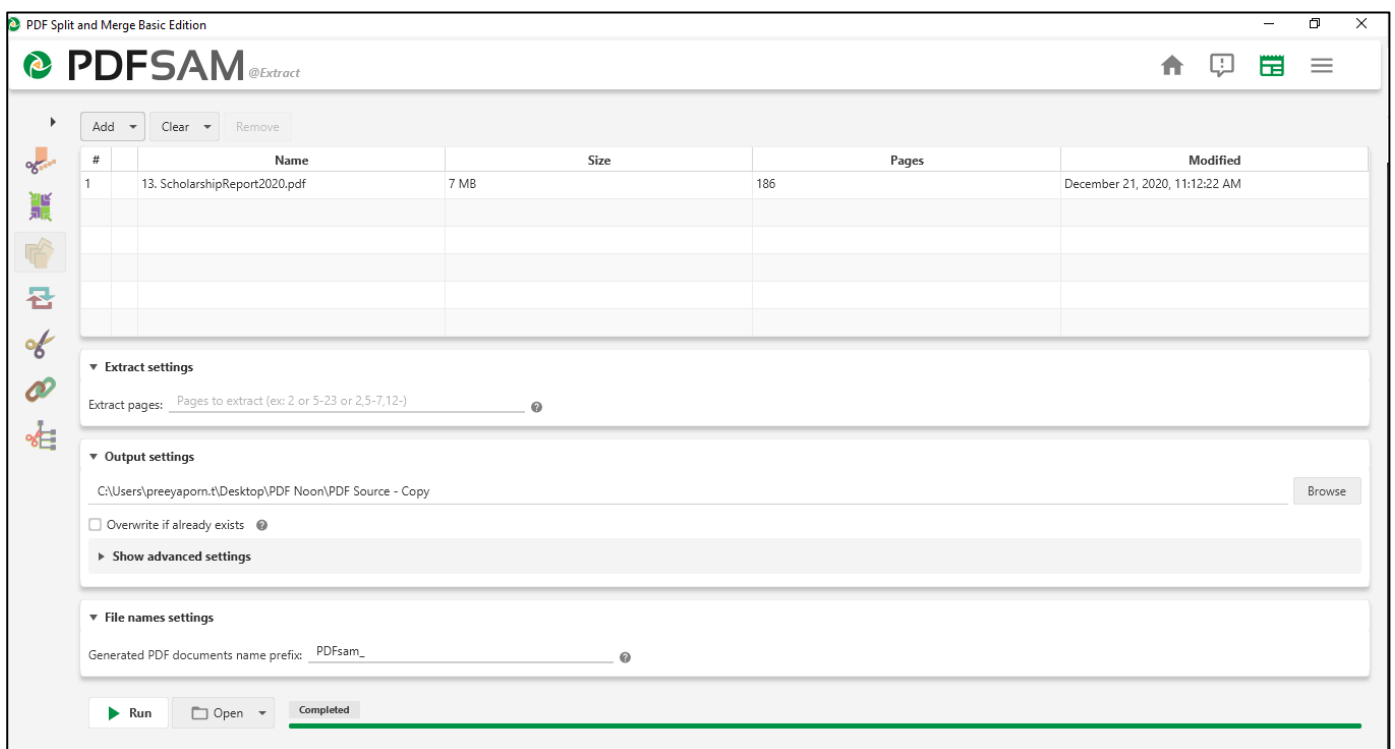 PDF Split and Merge Basic Edition
PDFSAM @Extract
Add Clear Remove
# Name Size Pages Modified
1 13. ScholarshipReport2020.pdf 7 MB 186 December 21, 2020, 11:12:22 AM
Extract settings
Extract pages: Pages to extract (ex: 2 or 5-23 or 2,5-7,12-)
Output settings
C:\Users\preeyaporn.t\Desktop\PDF Noon\PDF Source - Copy Browse
Overwrite if already exists
Show advanced settings
File names settings
Generated PDF documents name prefix: PDFsam_
Run Open Completed